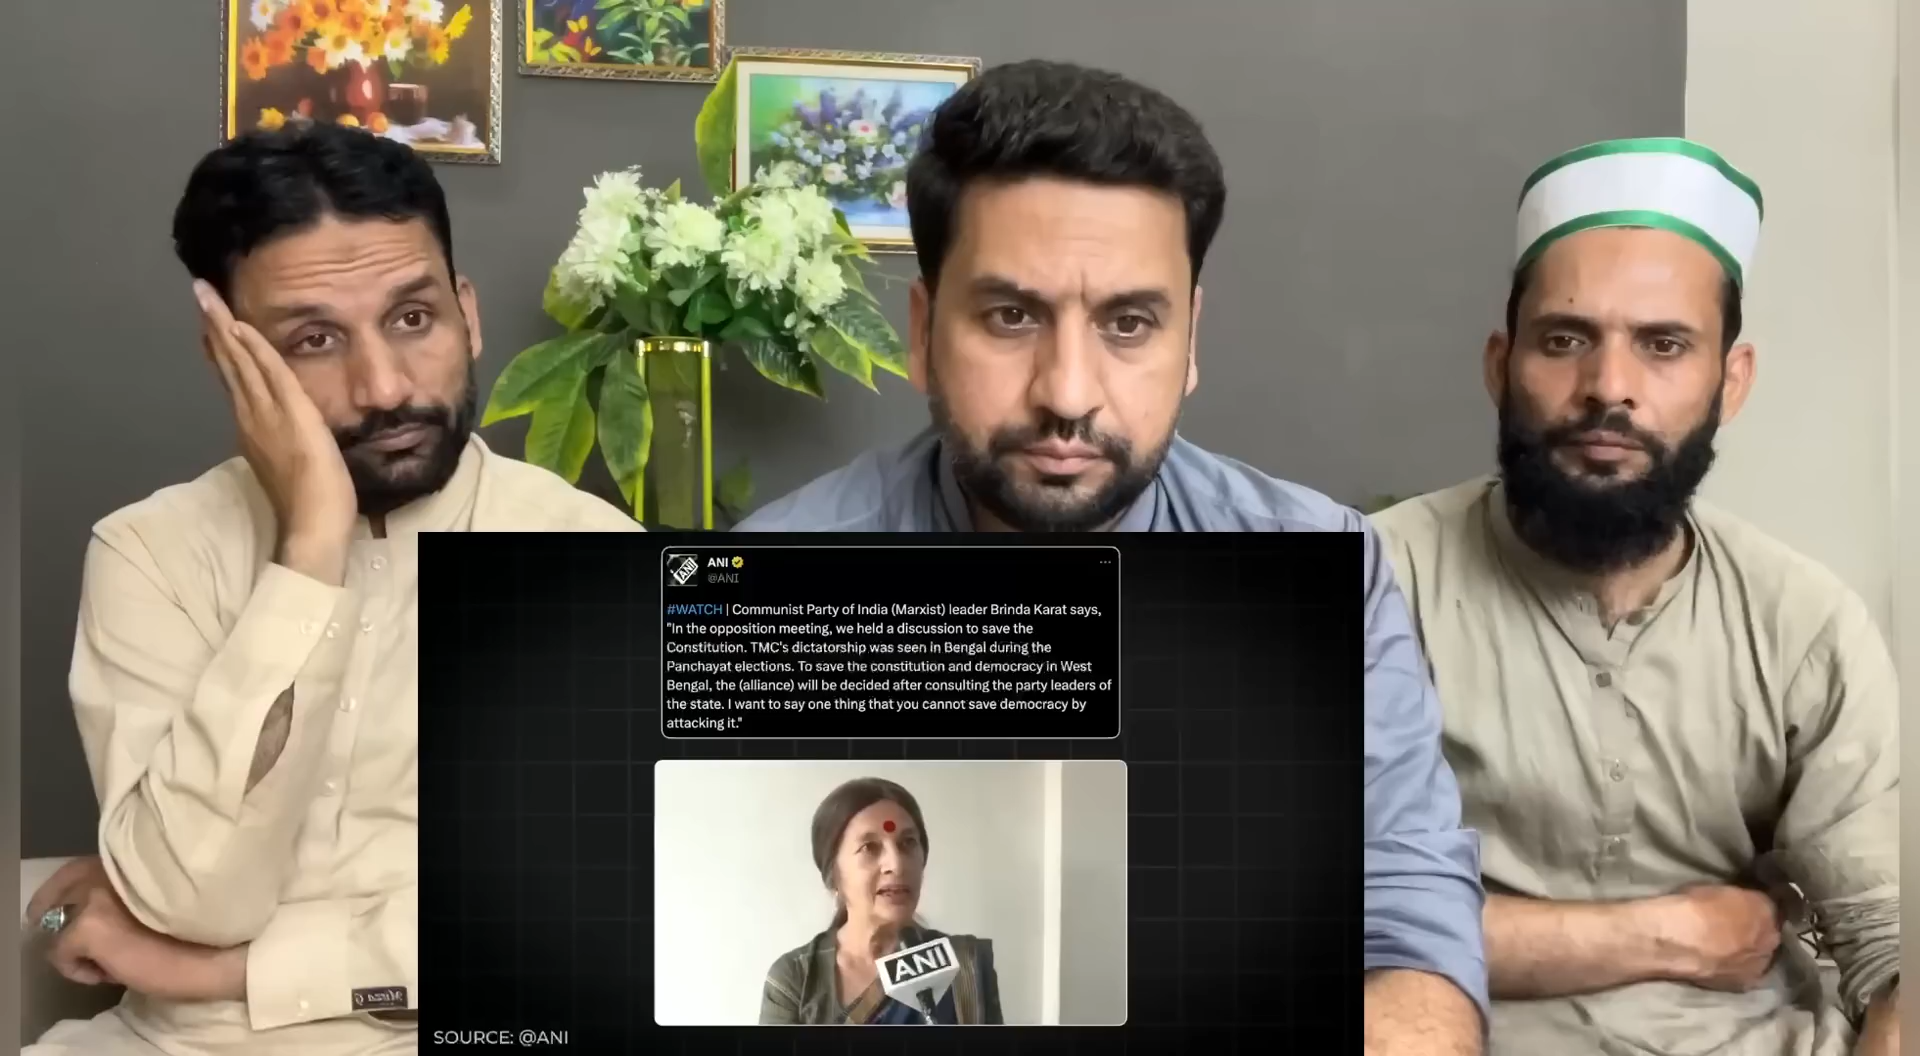 ANI
@ANI
#WATCH | Communist Party of India (Marxist) leader Brinda Karat says,
"In the opposition meeting, we held a discussion to save the
Constitution. TMC's dictatorship was seen in Bengal during the
Panchayat elections. To save the constitution and democracy in West
Bengal, the (alliance) will be decided after consulting the party leaders of
the state. I want to say one thing that you cannot save democracy by
attacking it."
ANI
ANI
SOURCE: @ANI